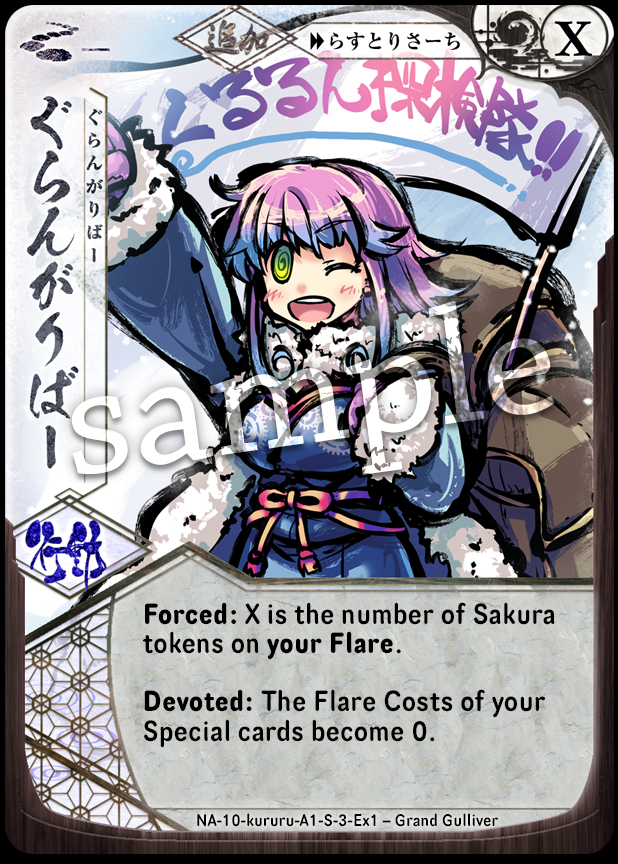 追加
▶▶らすとりさーち
X
くるるん探検隊!!
ぐらんがりばー
ぐらんがりばー
行動
sample
Forced: X is the number of Sakura
tokens on your Flare.
Devoted: The Flare Costs of your
Special cards become 0.
NA-10-kururu-A1-S-3-Ex1 – Grand Gulliver